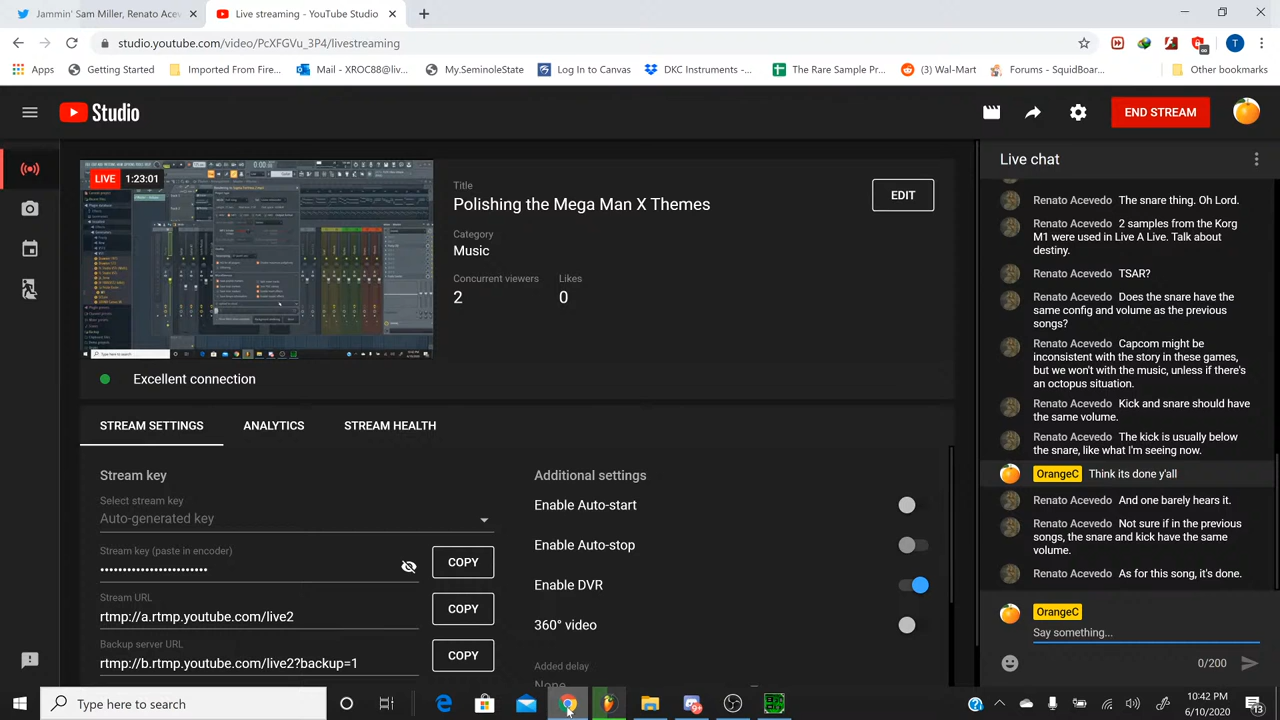 Jammin' Sam Miller, Renato Acev
Live streaming - YouTube Studio
studio.youtube.com/video/PcXFGVu_3P4/livestreaming
Apps
Getting Started
Imported From Fire...
Mail - XROC88@liv...
My.SeminoleState
Log In to Canvas
DKC Instruments -...
The Rare Sample Pr...
(3) Wal-Mart
Forums - SquidBoar...
Other bookmarks
Studio
END STREAM
LIVE 1:23:01
Title
Polishing the Mega Man X Themes
EDIT
Category
Music
Concurrent viewers
2
Likes
0
Excellent connection
STREAM SETTINGS
ANALYTICS
STREAM HEALTH
Stream key
Select stream key
Auto-generated key
Stream key (paste in encoder)
••••••••••••••••••••••••
COPY
Stream URL
rtmp://a.rtmp.youtube.com/live2
COPY
Backup server URL
rtmp://b.rtmp.youtube.com/live2?backup=1
COPY
Additional settings
Enable Auto-start
Enable Auto-stop
Enable DVR
360° video
Added delay
None
Live chat
Renato Acevedo The snare thing. Oh Lord.
Renato Acevedo 2 samples from the Korg
M1 were used in Live A Live. Talk about
destiny.
Renato Acevedo TSAR?
Renato Acevedo Does the snare have the
same config and volume as the previous
songs?
Renato Acevedo Capcom might be
inconsistent with the story in these games,
but we won't with the music, unless if there's
an octopus situation.
Renato Acevedo Kick and snare should have
the same volume.
Renato Acevedo The kick is usually below
the snare, like what I'm seeing now.
OrangeC Think its done y'all
Renato Acevedo And one barely hears it.
Renato Acevedo Not sure if in the previous
songs, the snare and kick have the same
volume.
Renato Acevedo As for this song, it's done.
OrangeC
Say something...
0/200
Type here to search
10:42 PM
6/10/2020